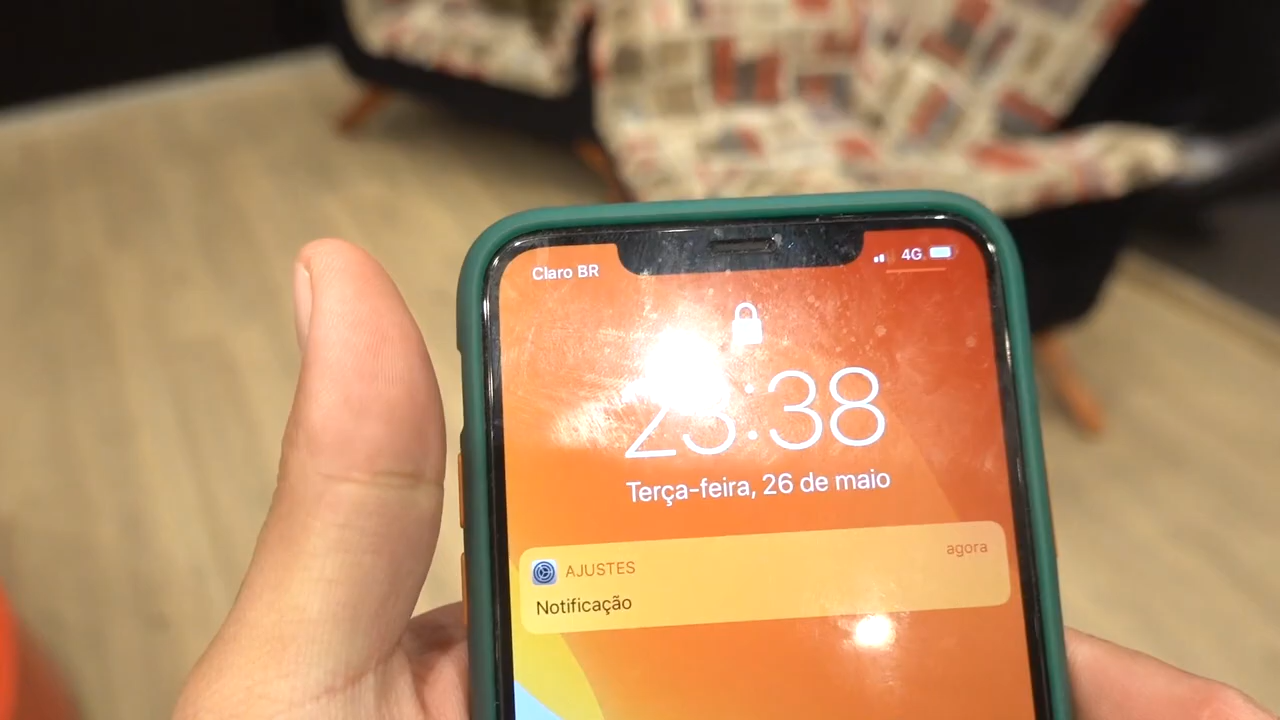 Claro BR
4G
23:38
Terça-feira, 26 de maio
AJUSTES
agora
Notificação